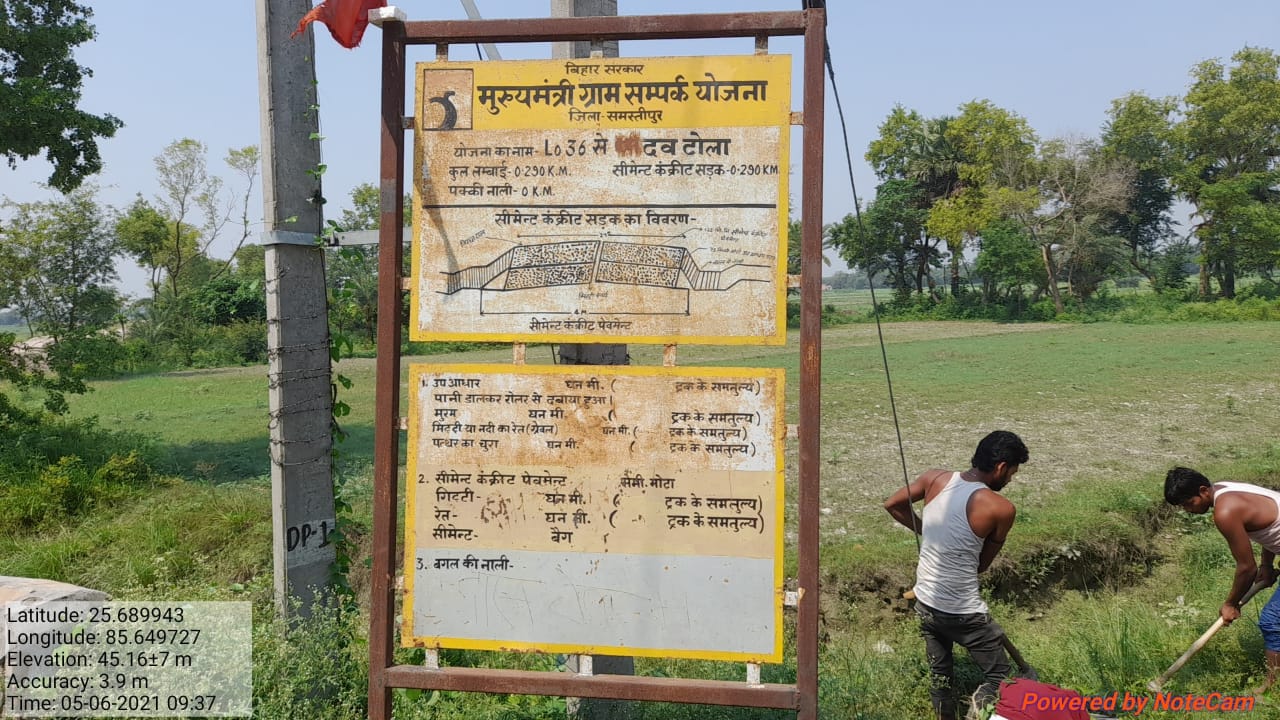 बिहार सरकार
मुख्यमंत्री ग्राम सम्पर्क योजना
जिला-समस्तीपुर
योजना का नाम- L036 से दव टोला
कुल लम्बाई-0.290 K.M. सीमेन्ट कंक्रीट सड़क-0.290 KM
पक्की नाली-0 K.M.
सीमेन्ट कंक्रीट सड़क का विवरण-
सीमेन्ट कंक्रीट पेवमेन्ट
1. उप आधार घन मी. ( ट्रक के समतुल्य)
पानी डालकर रोलर से दबाया हुआ।
मुरम घन मी. ( ट्रक के समतुल्य)
मिट्टी या नदी का रेत (ग्रेवल) घन मी. ( ट्रक के समतुल्य)
पत्थर का चुरा घन मी. ( ट्रक के समतुल्य)
2. सीमेन्ट कंक्रीट पेवमेन्ट सेमी. मोटा
गिटटी- घन मी. ( ट्रक के समतुल्य)
रेत- घन मी. ( ट्रक के समतुल्य)
सीमेन्ट- बैग (
3. बगल की नाली-
DP-1
Latitude: 25.689943
Longitude: 85.649727
Elevation: 45.16±7 m
Accuracy: 3.9 m
Time: 05-06-2021 09:37
Powered by NoteCam